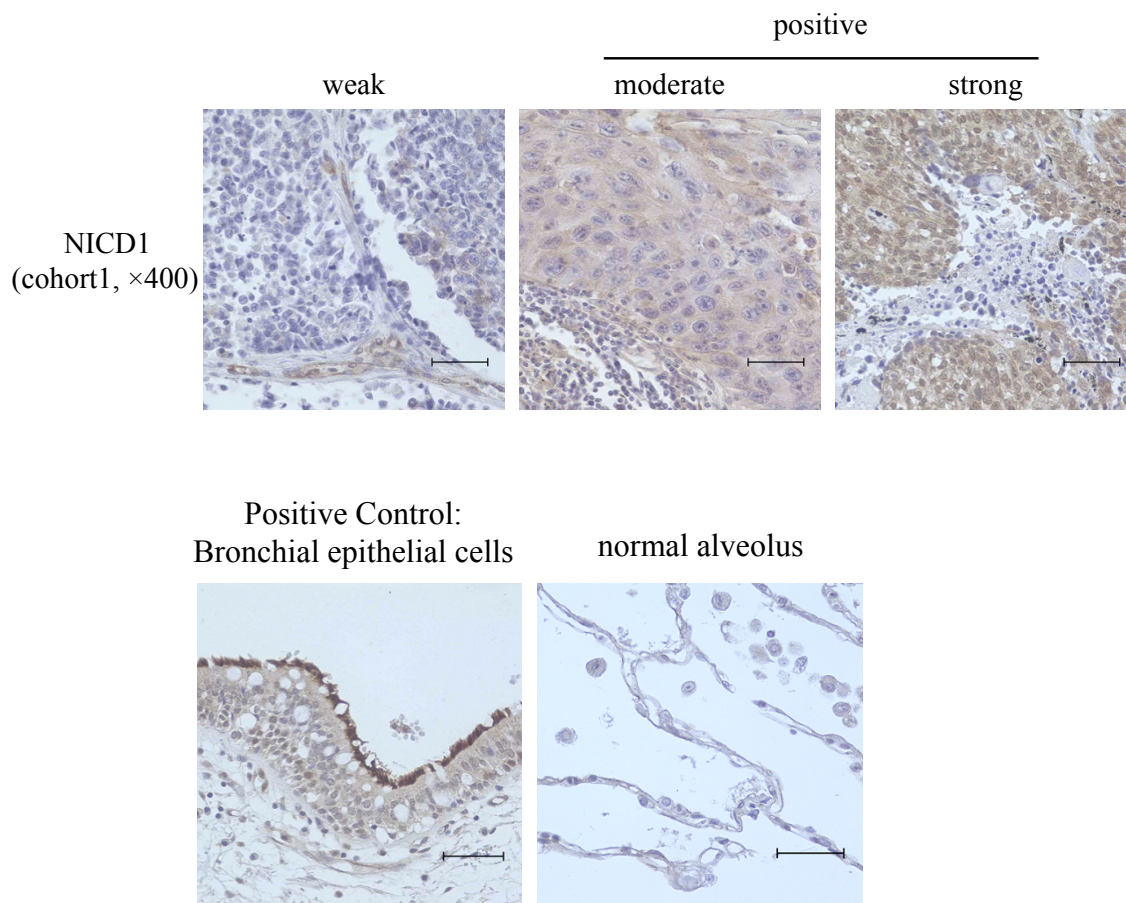 positive
weak
moderate
strong
NICD1
(cohort1, ×400)
Positive Control:
Bronchial epithelial cells
normal alveolus